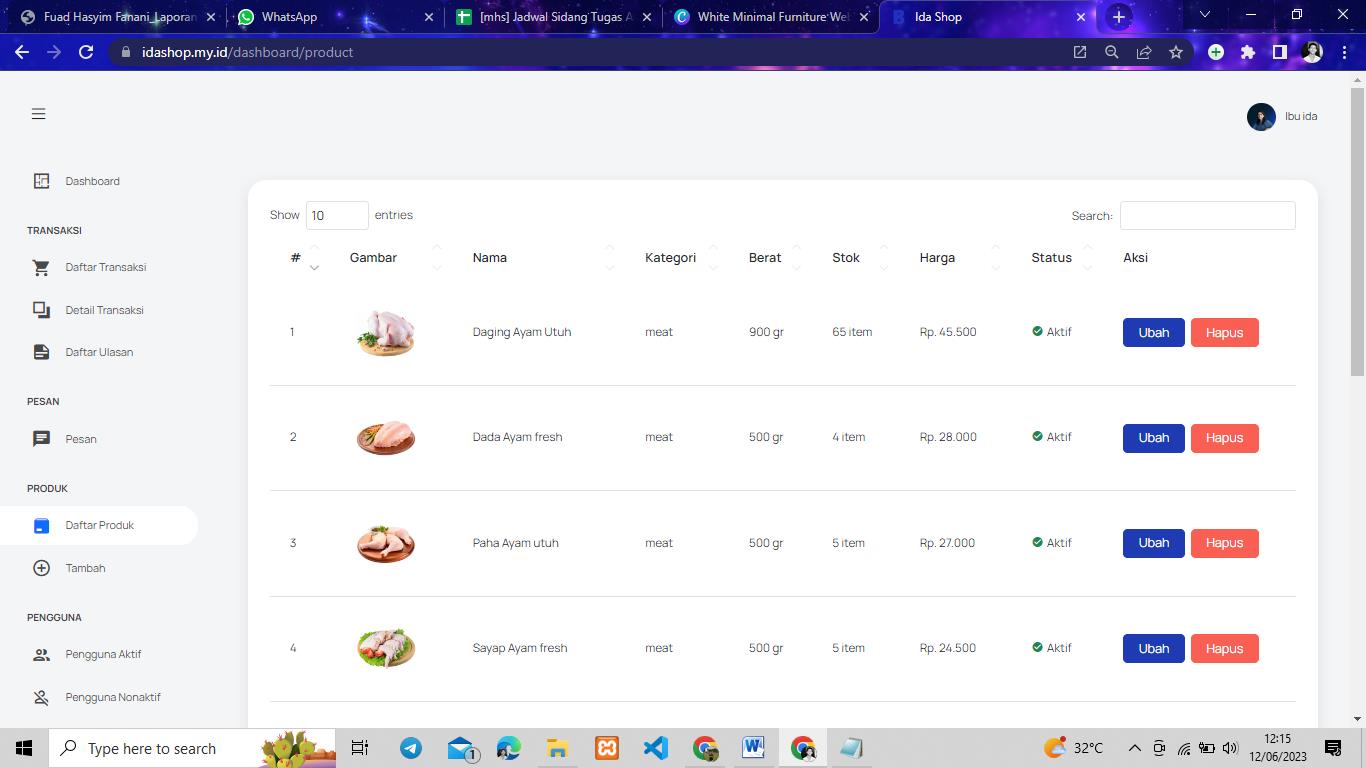 Fuad Hasyim Fanani_Laporan
WhatsApp
[mhs] Jadwal Sidang Tugas A
White Minimal Furniture We
Ida Shop
idashop.my.id/dashboard/product
Ibu ida
Dashboard
TRANSAKSI
Daftar Transaksi
Detail Transaksi
Daftar Ulasan
PESAN
Pesan
PRODUK
Daftar Produk
Tambah
PENGGUNA
Pengguna Aktif
Pengguna Nonaktif
Show 10 entries
Search:
# Gambar Nama Kategori Berat Stok Harga Status Aksi
1 Daging Ayam Utuh meat 900 gr 65 item Rp. 45.500 Aktif Ubah Hapus
2 Dada Ayam fresh meat 500 gr 4 item Rp. 28.000 Aktif Ubah Hapus
3 Paha Ayam utuh meat 500 gr 5 item Rp. 27.000 Aktif Ubah Hapus
4 Sayap Ayam fresh meat 500 gr 5 item Rp. 24.500 Aktif Ubah Hapus
Type here to search
1
32°C
12:15
12/06/2023